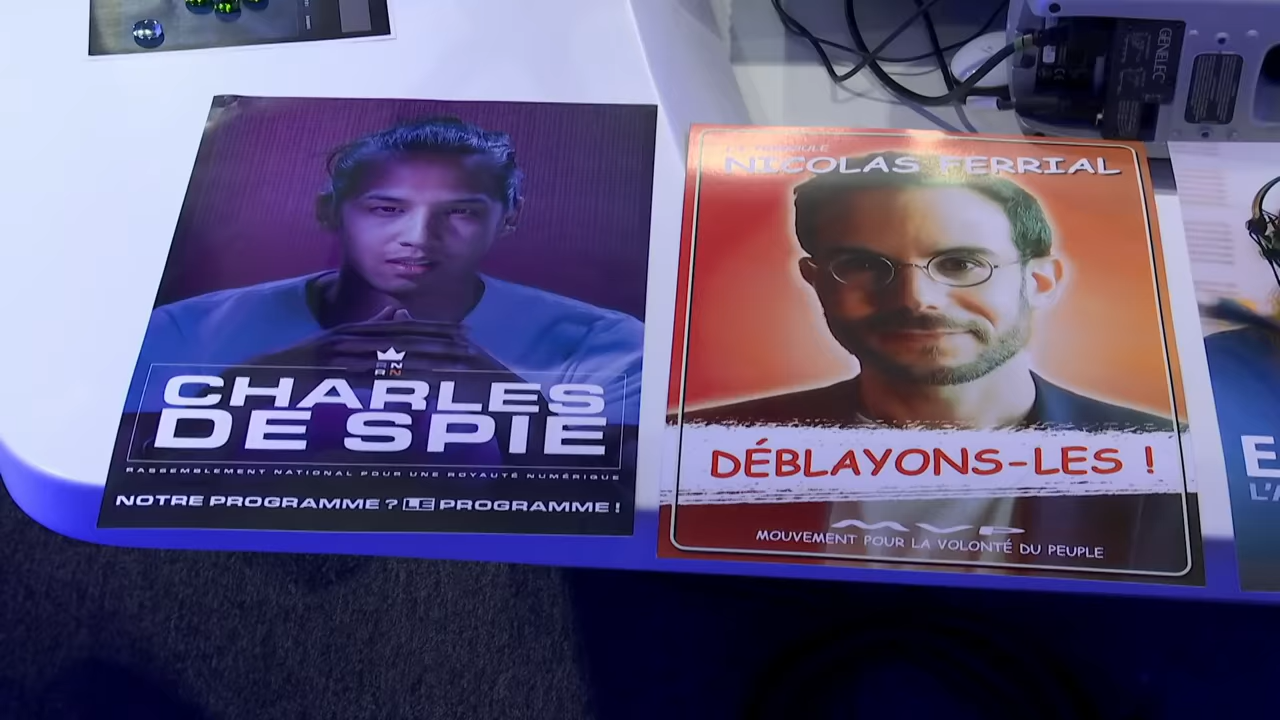 GENELEC
NICOLAS FERRIAL
CHARLES
DE SPIE
RASSEMBLEMENT NATIONAL POUR UNE ROYAUTÉ NUMÉRIQUE
NOTRE PROGRAMME ? LE PROGRAMME !
DÉBLAYONS-LES !
MVP
MOUVEMENT POUR LA VOLONTÉ DU PEUPLE